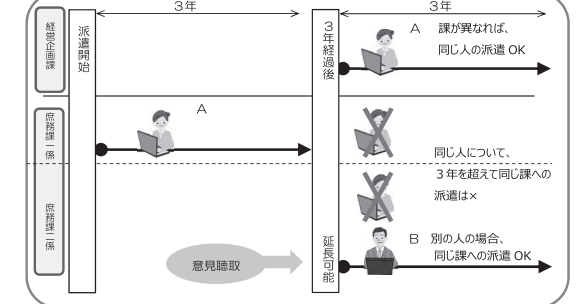 3年
3年
経営企画課
派遣開始
3年経過後
A 課が異なれば、
同じ人の派遣 OK
庶務課一係
A
同じ人について、
3年を超えて同じ課への
派遣は×
庶務課二係
意見聴取
延長可能
B 別の人の場合、
同じ課への派遣 OK